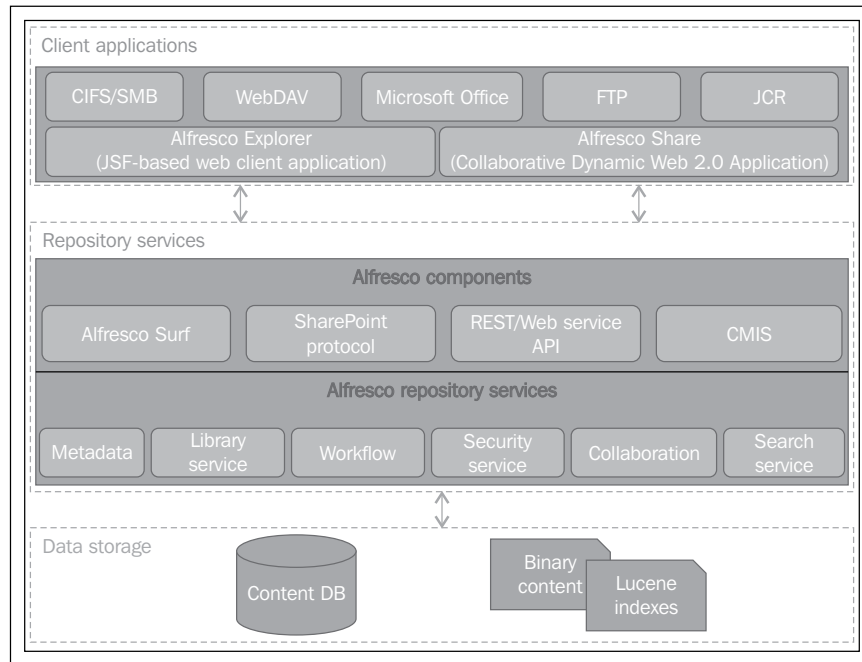 Client applications
CIFS/SMB
WebDAV
Microsoft Office
FTP
JCR
Alfresco Explorer
(JSF-based web client application)
Alfresco Share
(Collaborative Dynamic Web 2.0 Application)
Repository services
Alfresco components
Alfresco Surf
SharePoint
protocol
REST/Web service
API
CMIS
Alfresco repository services
Metadata
Library
service
Workflow
Security
service
Collaboration
Search
service
Data storage
Content DB
Binary
content
Lucene
indexes